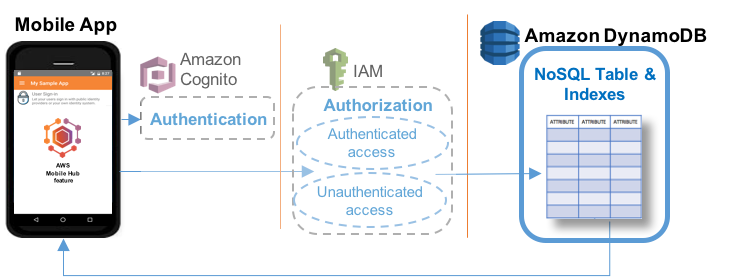 Mobile App
My Sample App
User Sign-in
Let your users sign-in with public identity
providers or your own identity system.
AWS
Mobile Hub
feature
Amazon
Cognito
Authentication
IAM
Authorization
Authenticated
access
Unauthenticated
access
Amazon DynamoDB
NoSQL Table &
Indexes
ATTRIBUTE ATTRIBUTE ATTRIBUTE